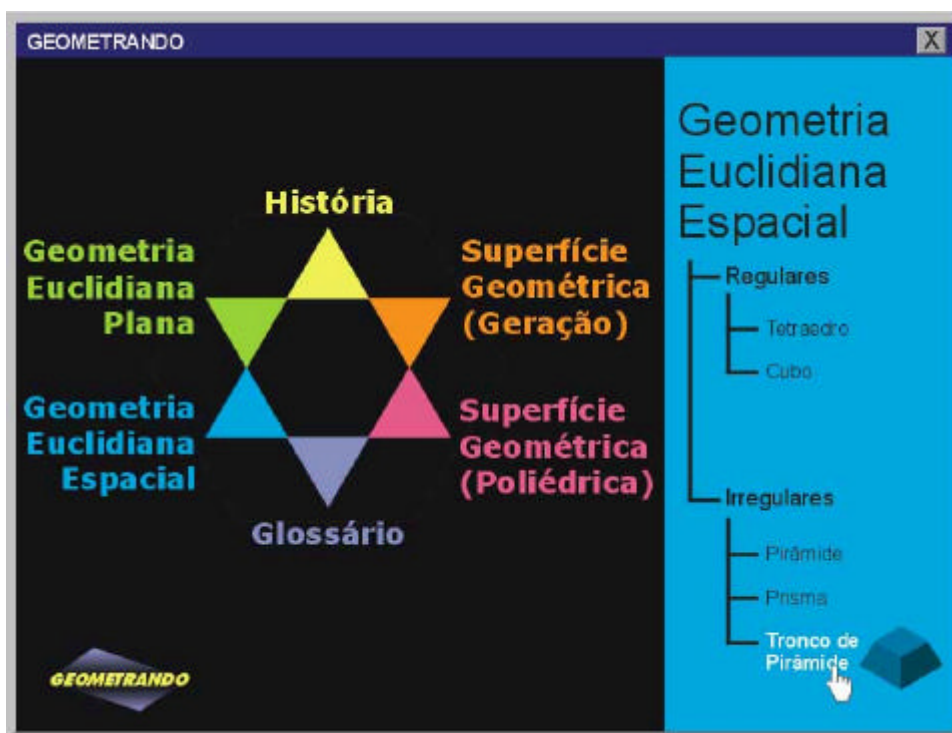 GEOMETRANDO
X
História
Geometria
Euclidiana
Plana
Superfície
Geométrica
(Geração)
Geometria
Euclidiana
Espacial
Superfície
Geométrica
(Poliédrica)
Glossário
GEOMETRANDO
Geometria
Euclidiana
Espacial
Regulares
Tetraedro
Cubo
Irregulares
Pirâmide
Prisma
Tronco de
Pirâmide